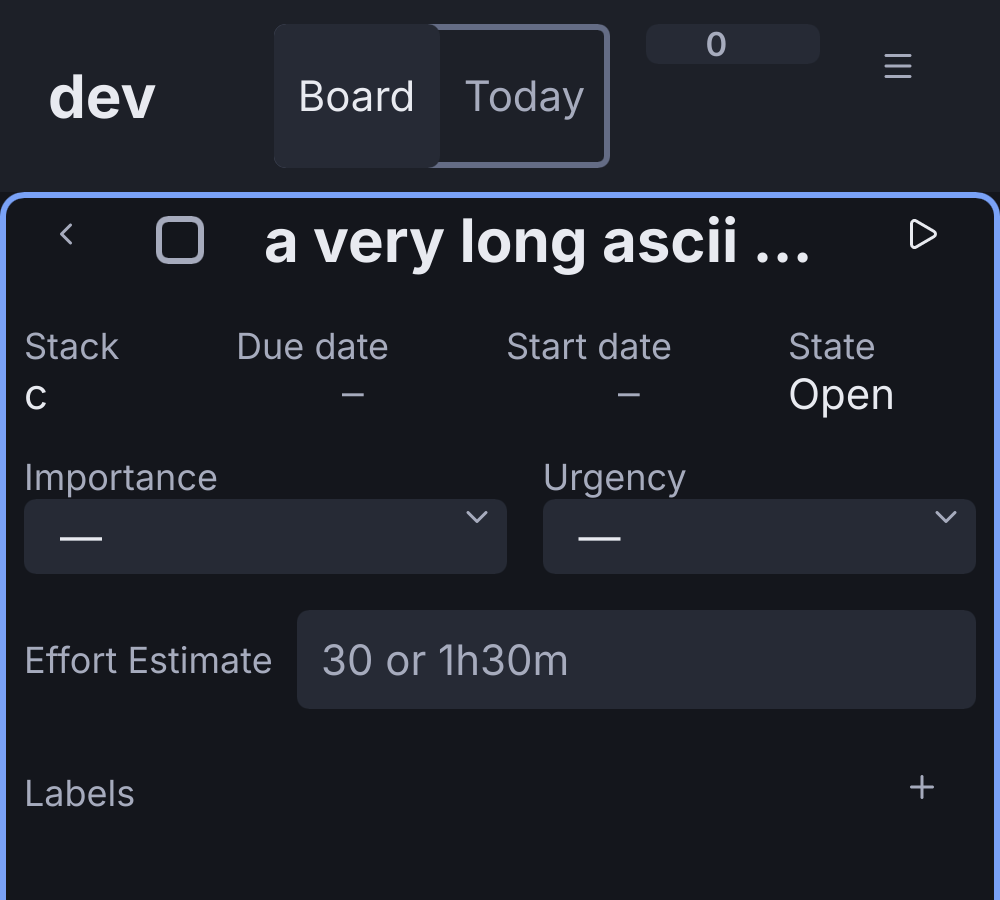 dev
Board
Today
0
a very long ascii ...
Stack
Due date
Start date
State
c
–
–
Open
Importance
Urgency
—
—
Effort Estimate
30 or 1h30m
Labels